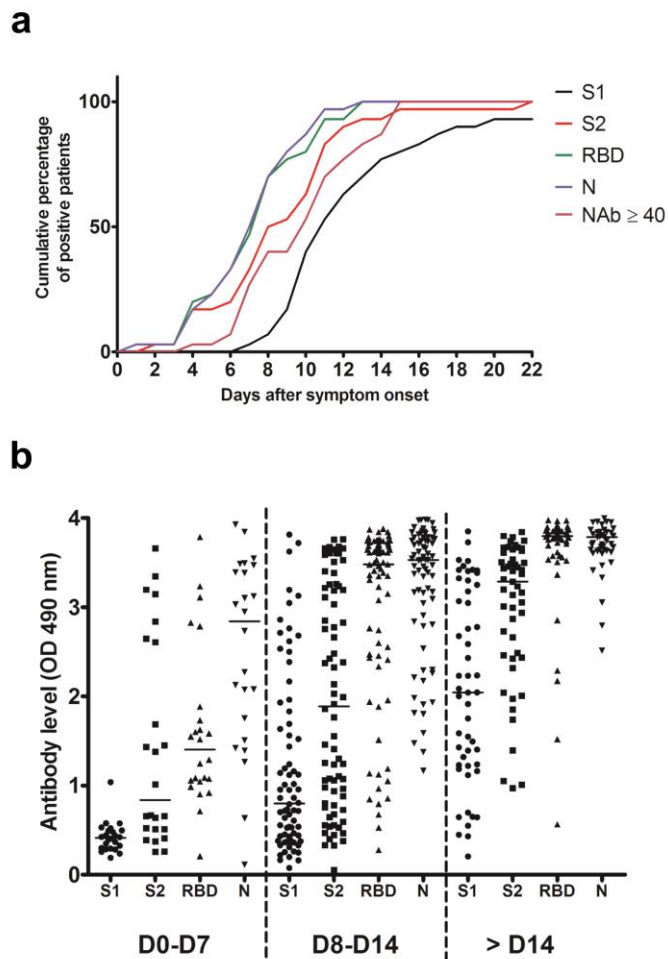 a
Cumulative percentage
of positive patients
100
50
0
0 2 4 6 8 10 12 14 16 18 20 22
Days after symptom onset
S1
S2
RBD
N
NAb ≥ 40
b
Antibody level (OD 490 nm)
4
3
2
1
0
S1 S2 RBD N S1 S2 RBD N S1 S2 RBD N
D0-D7 D8-D14 > D14